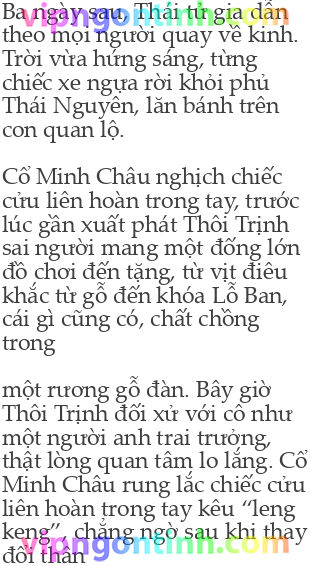 Ba ngày sau, Thái tử gia dẫn
theo mọi người quay về kinh.
Trời vừa hứng sáng, từng
chiếc xe ngựa rời khỏi phủ
Thái Nguyên, lăn bánh trên
con quan lộ.
Cổ Minh Châu nghịch chiếc
cửu liên hoàn trong tay, trước
lúc gần xuất phát Thôi Trịnh
sai người mang một đống lớn
đồ chơi đến tặng, từ vịt điêu
khắc từ gỗ đến khóa Lỗ Ban,
cái gì cũng có, chất chồng
trong
một rương gỗ đàn. Bây giờ
Thôi Trịnh đối xử với cô như
một người anh trai trưởng,
thật lòng quan tâm lo lắng. Cổ
Minh Châu rung lắc chiếc cửu
liên hoàn trong tay kêu “leng
keng”, chẳng ngờ sau khi thay
đổi thân
vipngontinh.com
vipngontinh.com